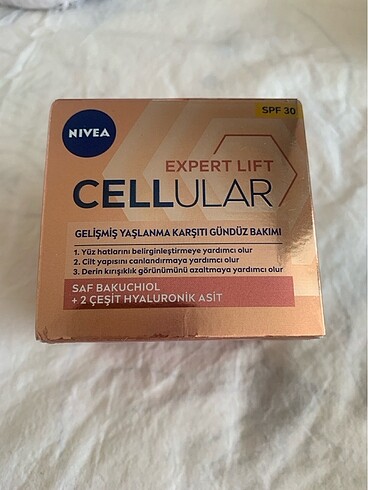 SPF 30
NIVEA
EXPERT LIFT
CELLULAR
GELİŞMİŞ YAŞLANMA KARŞITI GÜNDÜZ BAKIMI
1. Yüz hatlarını belirginleştirmeye yardımcı olur
2. Cilt yapısını canlandırmaya yardımcı olur
3. Derin kırışıklık görünümünü azaltmaya yardımcı olur
SAF BAKUCHIOL
+ 2 ÇEŞİT HYALURONİK ASİT